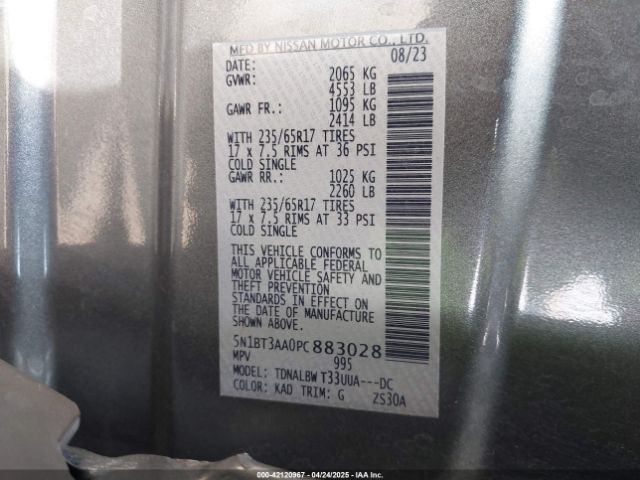 MFD BY NISSAN MOTOR CO., LTD.
DATE: 08/23
GVWR: 2065 KG
4553 LB
GAWR FR.: 1095 KG
2414 LB
WITH 235/65R17 TIRES
17 x 7.5 RIMS AT 36 PSI
COLD SINGLE
GAWR RR.: 1025 KG
2260 LB
WITH 235/65R17 TIRES
17 x 7.5 RIMS AT 33 PSI
COLD SINGLE
THIS VEHICLE CONFORMS TO
ALL APPLICABLE FEDERAL
MOTOR VEHICLE SAFETY AND
THEFT PREVENTION
STANDARDS IN EFFECT ON
THE DATE OF MANUFACTURE
SHOWN ABOVE.
5N1BT3AA0PC883028
MPV 995
MODEL: TDNALBW T33UUA---DC
COLOR: KAD TRIM: G ZS30A
000-42120967 - 04/24/2025 - IAA Inc.